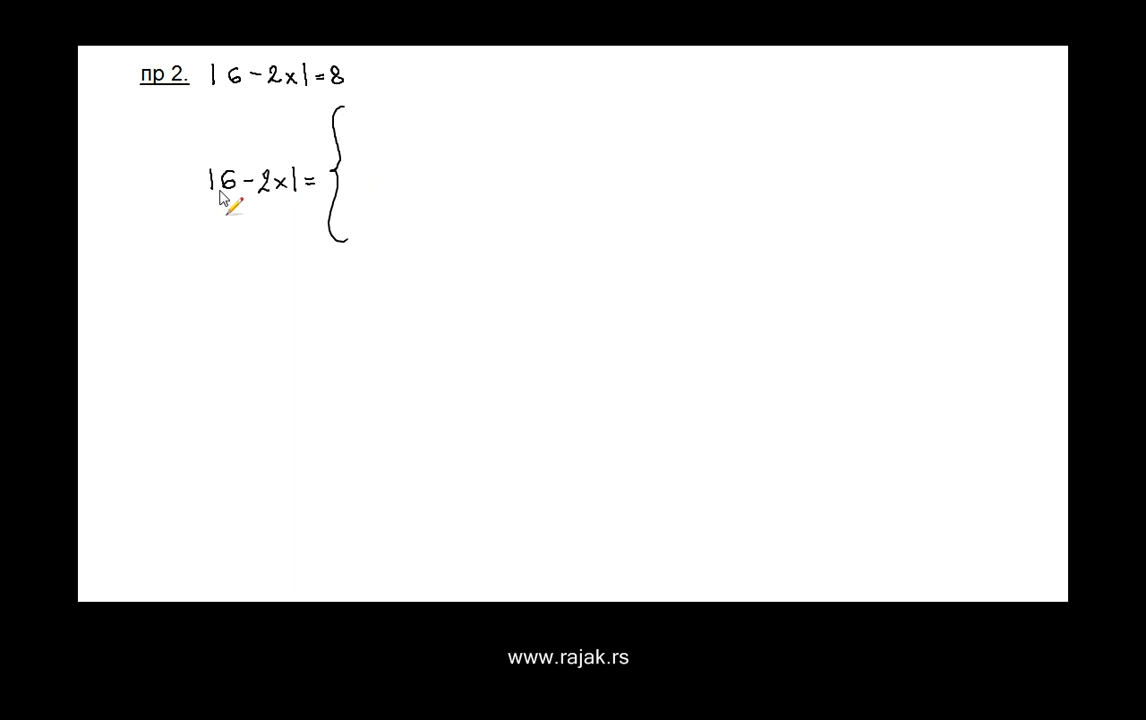 пр 2. | 6 - 2x | = 8
| 6 - 2x | = {
www.rajak.rs